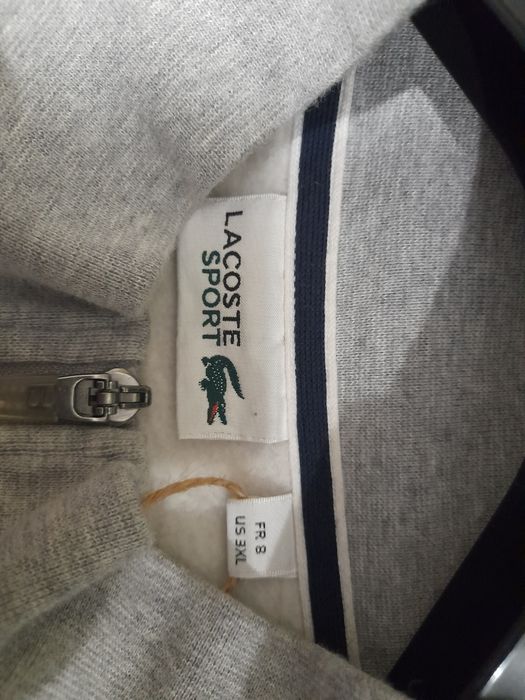 LACOSTE
SPORT
FR 8
US 3XL